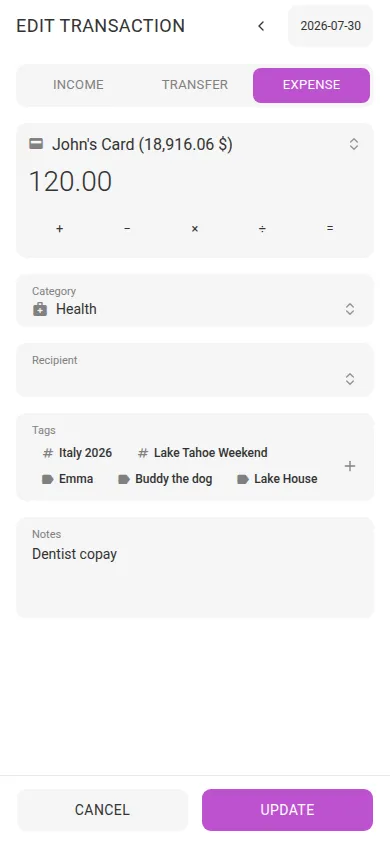 EDIT TRANSACTION
2026-07-30
INCOME TRANSFER EXPENSE
John's Card (18,916.06 $)
120.00
+ − × ÷ =
Category
Health
Recipient
Tags
# Italy 2026 # Lake Tahoe Weekend
Emma Buddy the dog Lake House
+
Notes
Dentist copay
CANCEL UPDATE